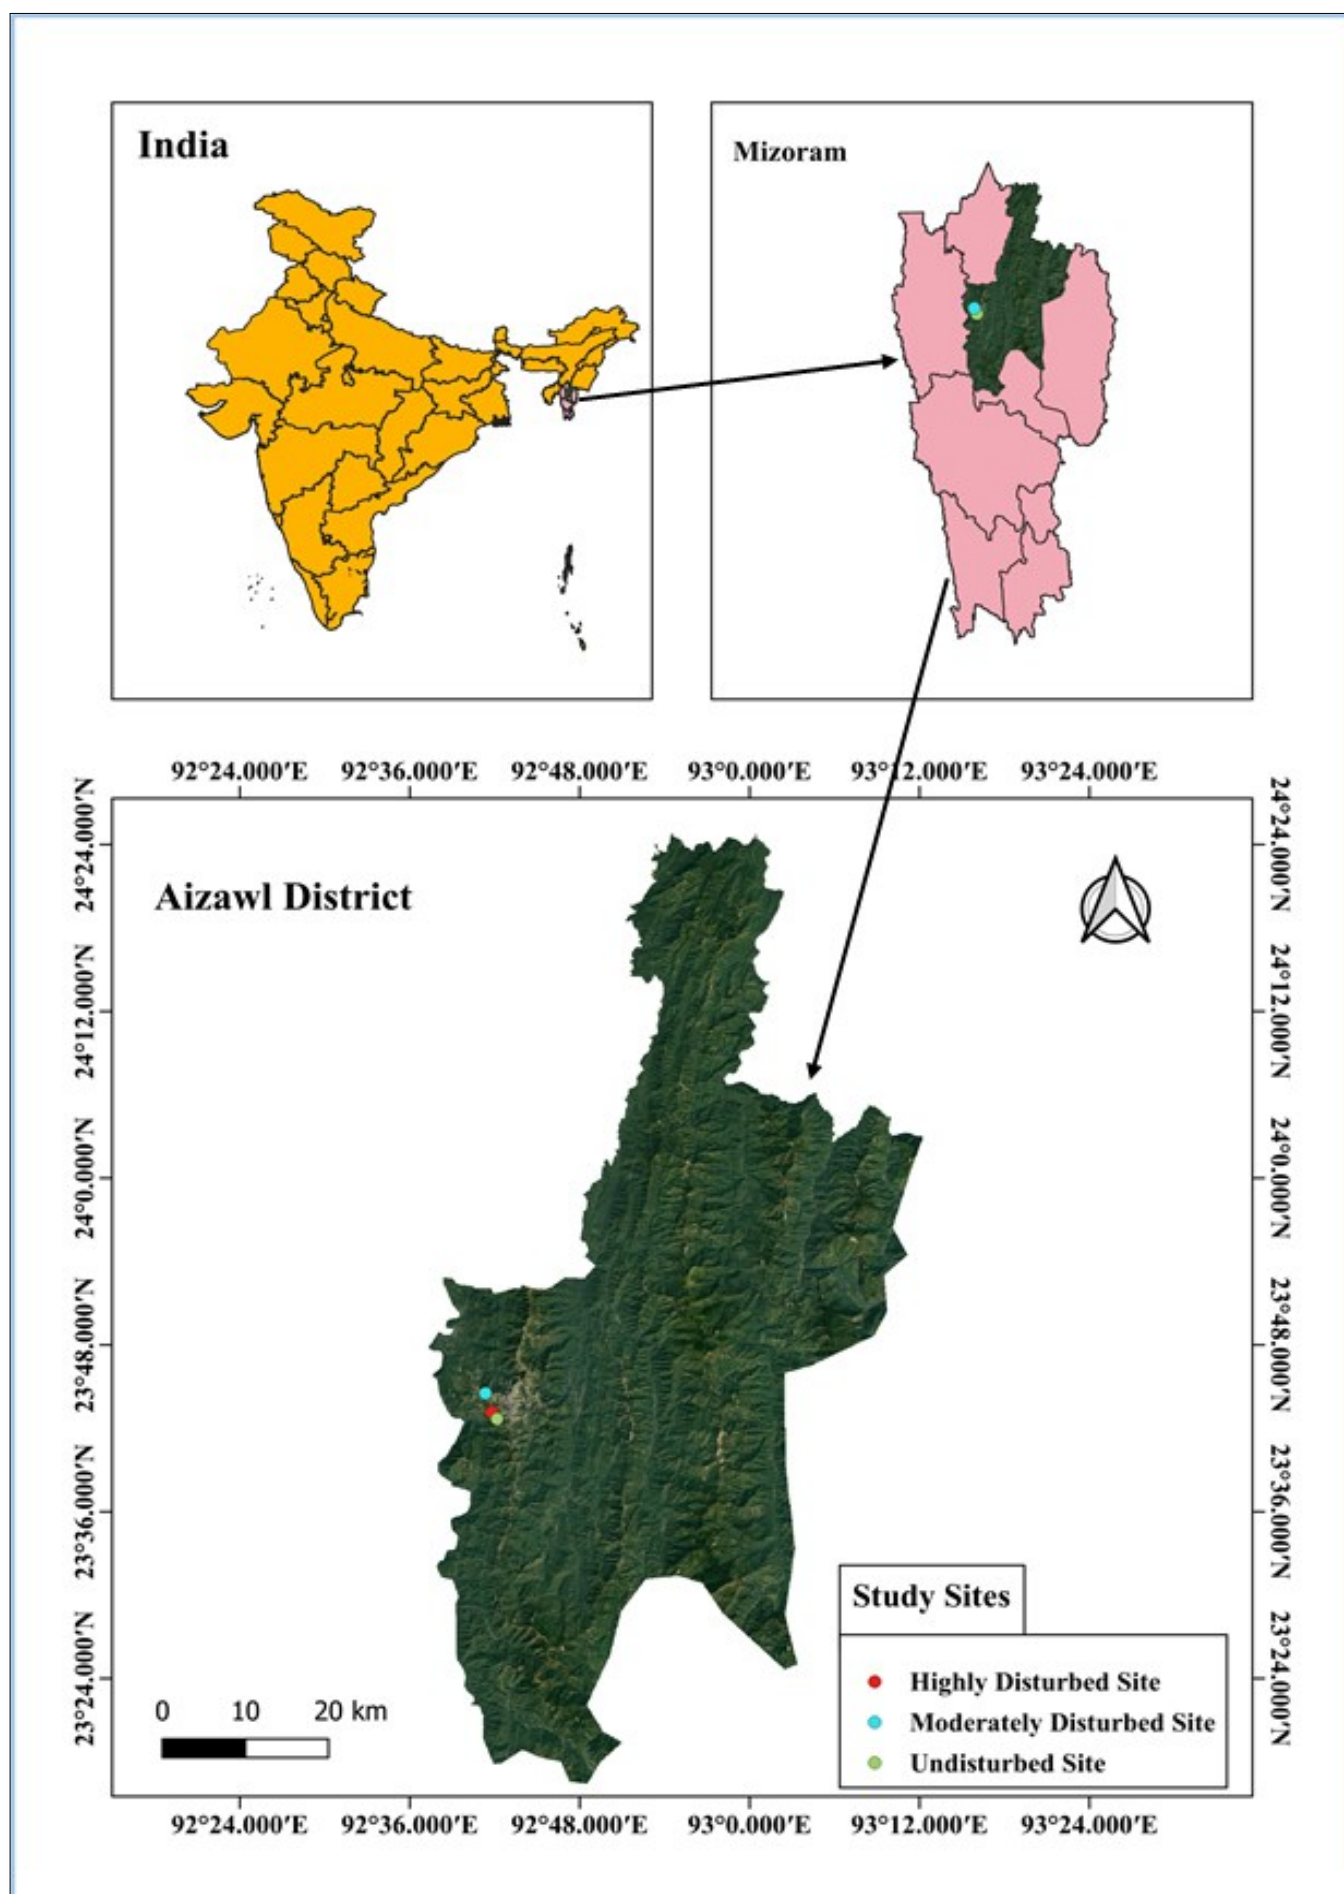 India
Mizoram
92°24.000′E 92°36.000′E 92°48.000′E 93°0.000′E 93°12.000′E 93°24.000′E
24°24.000′N
24°12.000′N
24°0.000′N
23°48.000′N
23°36.000′N
23°24.000′N
Aizawl District
24°24.000′N
24°12.000′N
24°0.000′N
23°48.000′N
23°36.000′N
23°24.000′N
Study Sites
Highly Disturbed Site
Moderately Disturbed Site
Undisturbed Site
0 10 20 km
92°24.000′E 92°36.000′E 92°48.000′E 93°0.000′E 93°12.000′E 93°24.000′E